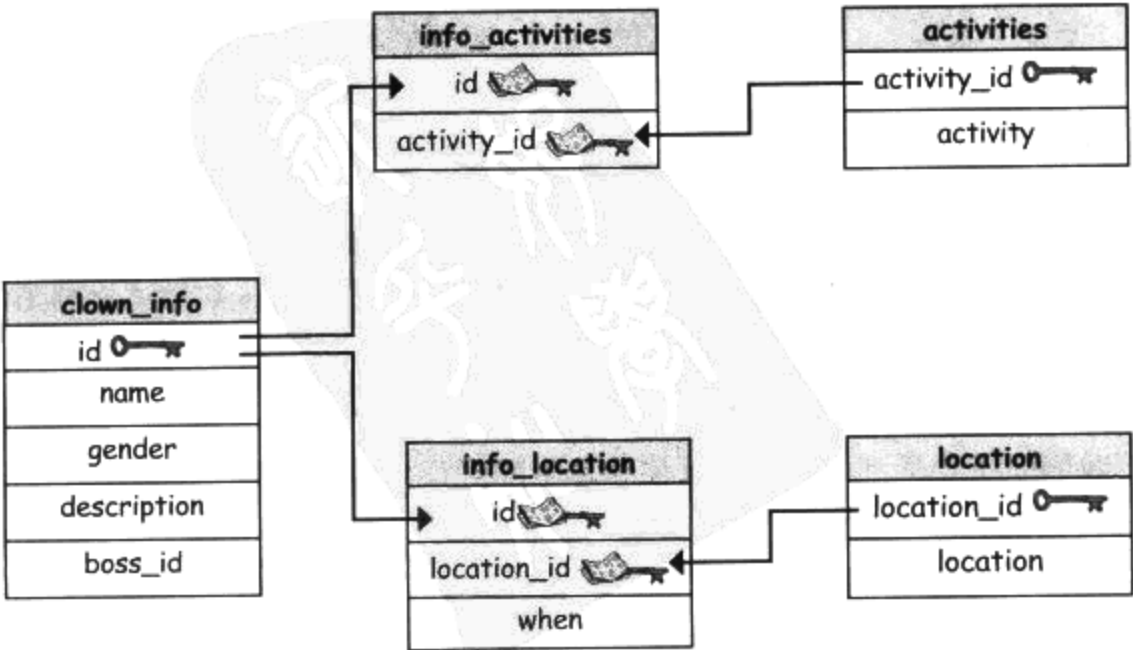 info_activities
id
activity_id
activities
activity_id
activity
clown_info
id
name
gender
description
boss_id
info_location
id
location_id
when
location
location_id
location